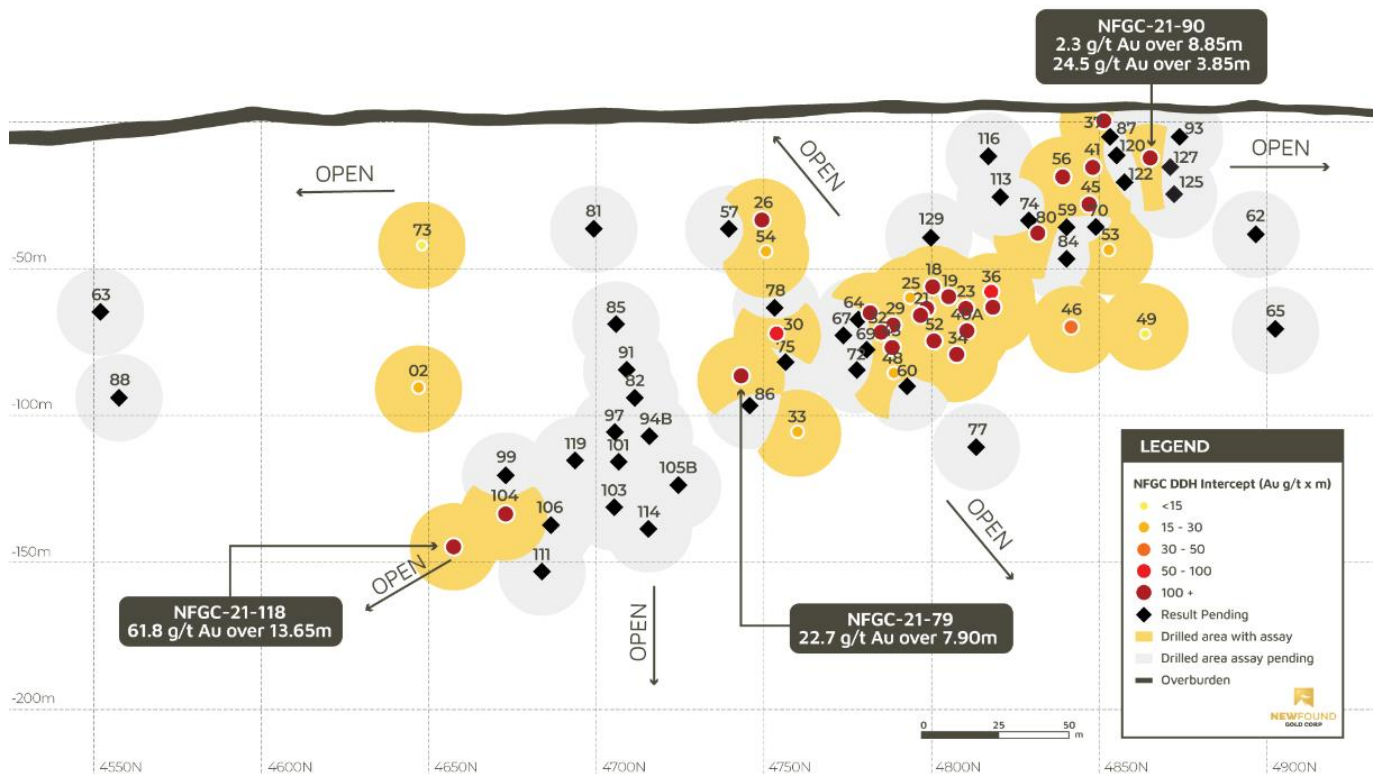 NFGC-21-90
2.3 g/t Au over 8.85m
24.5 g/t Au over 3.85m
37
87
93
116
120
41
56
127
OPEN
OPEN
OPEN
122
125
113
45
26
57
81
74
59
70
62
80
73
129
54
53
84
-50m
18
36
25
19
78
63
64
29
21
23
46
49
65
85
67
32
40A
30
69
52
43
34
91
75
72
48
88
02
82
60
86
-100m
97
94B
33
77
119
101
99
105B
104
103
106
114
OPEN
-150m
111
OPEN
OPEN
NFGC-21-118
61.8 g/t Au over 13.65m
NFGC-21-79
22.7 g/t Au over 7.90m
-200m
LEGEND
NFGC DDH Intercept (Au g/t x m)
<15
15 - 30
30 - 50
50 - 100
100 +
Result Pending
Drilled area with assay
Drilled area assay pending
Overburden
NEWFOUND
GOLD CORP
0 25 50
m
4550N 4600N 4650N 4700N 4750N 4800N 4850N 4900N